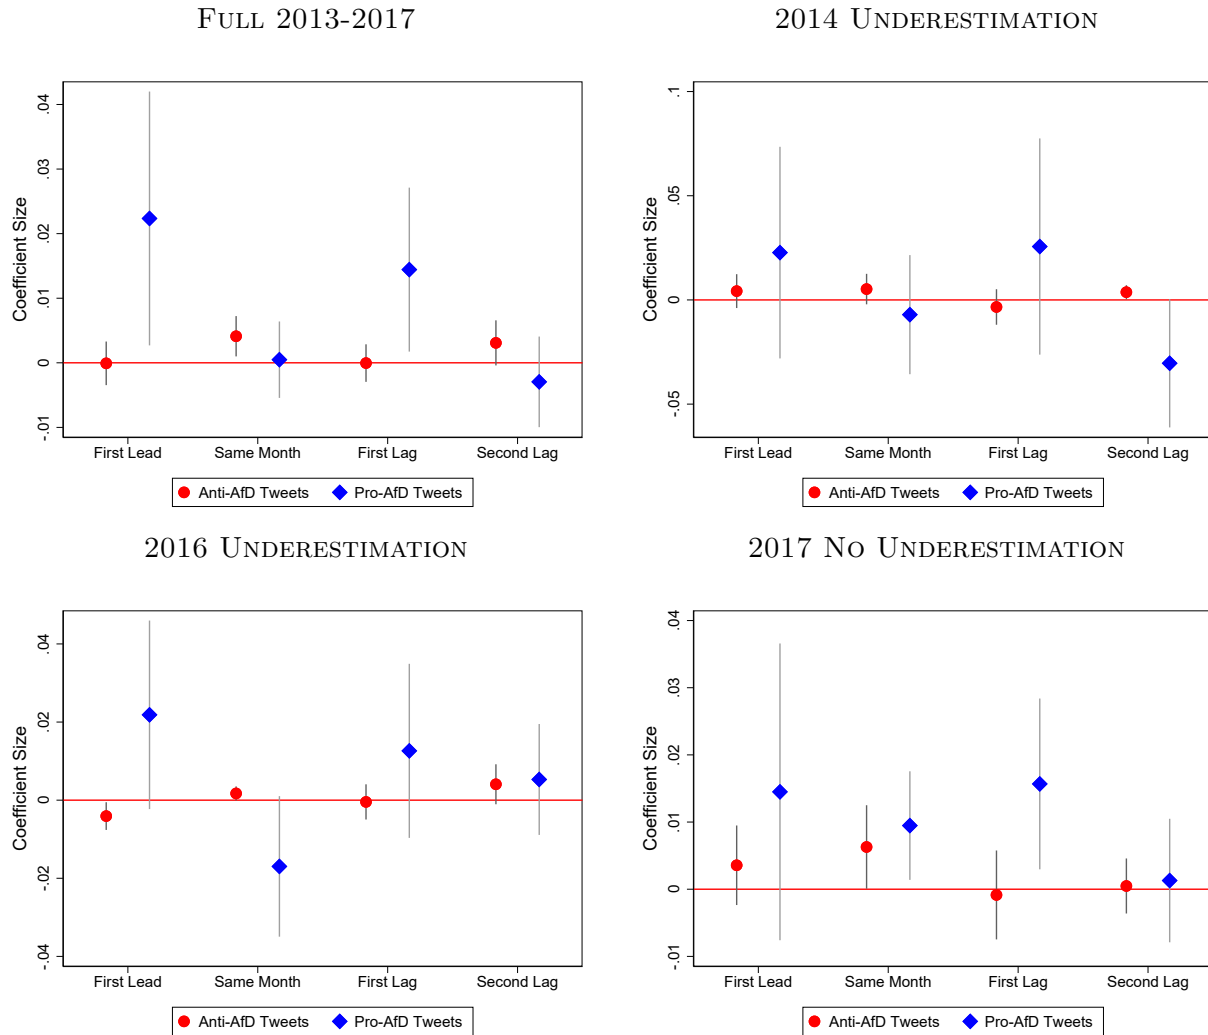 FULL 2013-2017
Coefficient Size
.04
.03
.02
.01
0
-.01
First Lead Same Month First Lag Second Lag
Anti-AfD Tweets Pro-AfD Tweets
2014 UNDERESTIMATION
Coefficient Size
.1
.05
0
-.05
First Lead Same Month First Lag Second Lag
Anti-AfD Tweets Pro-AfD Tweets
2016 UNDERESTIMATION
Coefficient Size
.04
.02
0
-.02
-.04
First Lead Same Month First Lag Second Lag
Anti-AfD Tweets Pro-AfD Tweets
2017 NO UNDERESTIMATION
Coefficient Size
.04
.03
.02
.01
0
-.01
First Lead Same Month First Lag Second Lag
Anti-AfD Tweets Pro-AfD Tweets